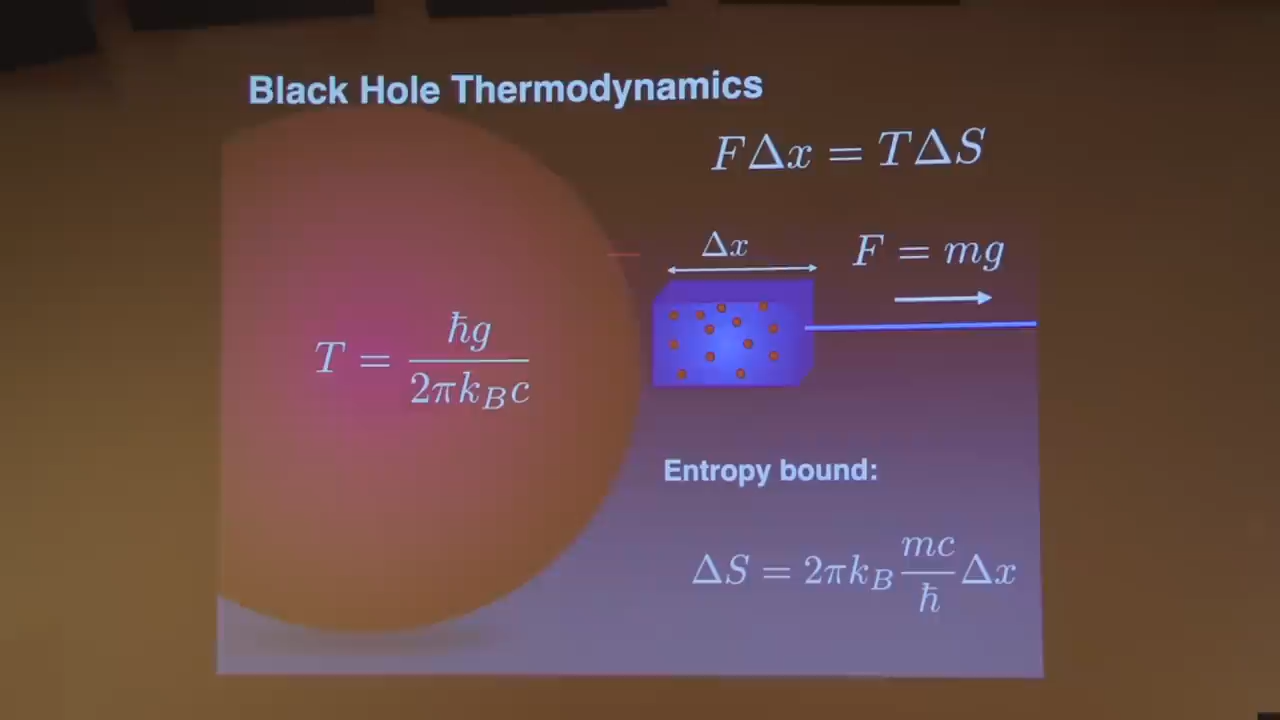 Black Hole Thermodynamics
FΔx = TΔS
Δx
F = mg
T = ħg / 2πk_Bc
Entropy bound:
ΔS = 2πk_B mc/ħ Δx